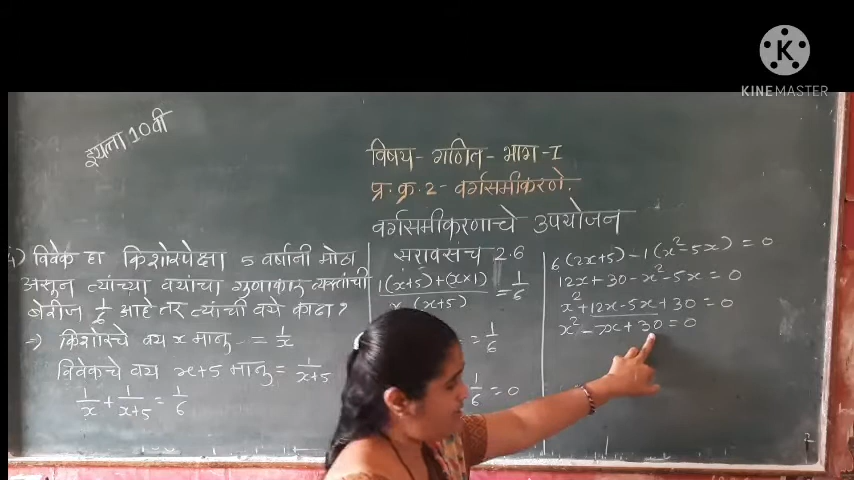 K
KINEMASTER
इयत्ता 10वी
विषय - गणित - भाग - I
प्र. क्र. 2 - वर्गसमीकरणे.
वर्गसमीकरणाचे उपयोजन
सरावसंच 2.6
विवेक हा किशोरपेक्षा 5 वर्षांनी मोठा
असून त्यांच्या वयांचा गुणाकार व्यस्तांची
बेरीज 1/6 आहे तर त्यांची वये काढा ?
→ किशोरचे वय x मानू = 1/x
विवेकचे वय x+5 मानू = 1/x+5
1/x + 1/x+5 = 1/6
1(x+5)+(x×1)/x(x+5) = 1/6
= 1/6
1/6 = 0
6(2x+5) -1(x²-5x) = 0
12x+30-x²-5x = 0
x²+12x-5x+30 = 0
x²-7x+30=0